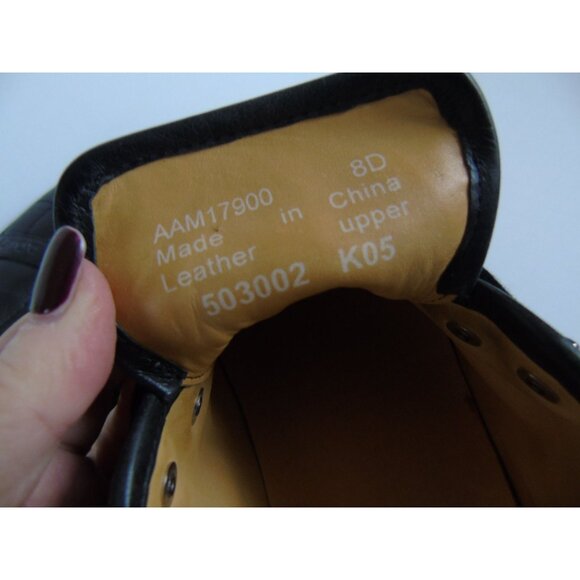 AAM17900 8D
Made in China
Leather upper
503002 K05